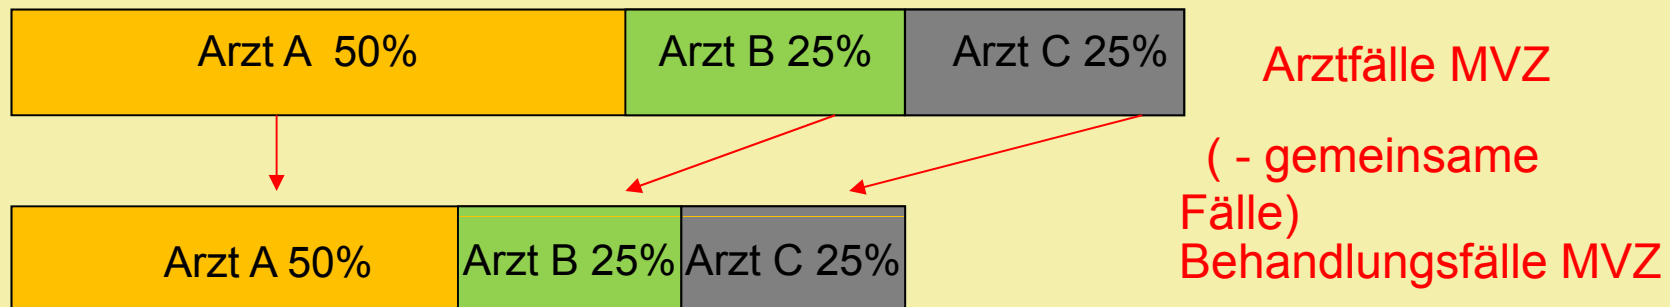 Arzt A 50%
Arzt B 25%
Arzt C 25%
Arztfälle MVZ
( - gemeinsame
Fälle)
Behandlungsfälle MVZ
Arzt A 50%
Arzt B 25%
Arzt C 25%